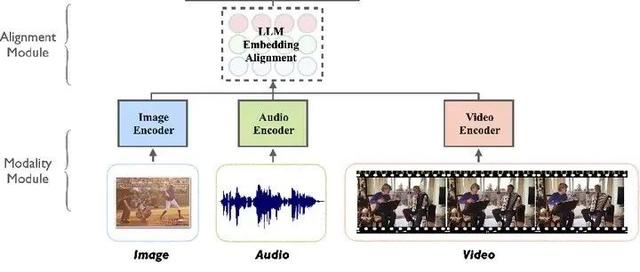 Alignment
Module
LLM
Embedding
Alignment
Image
Encoder
Audio
Encoder
Video
Encoder
Modality
Module
Image
Audio
Video